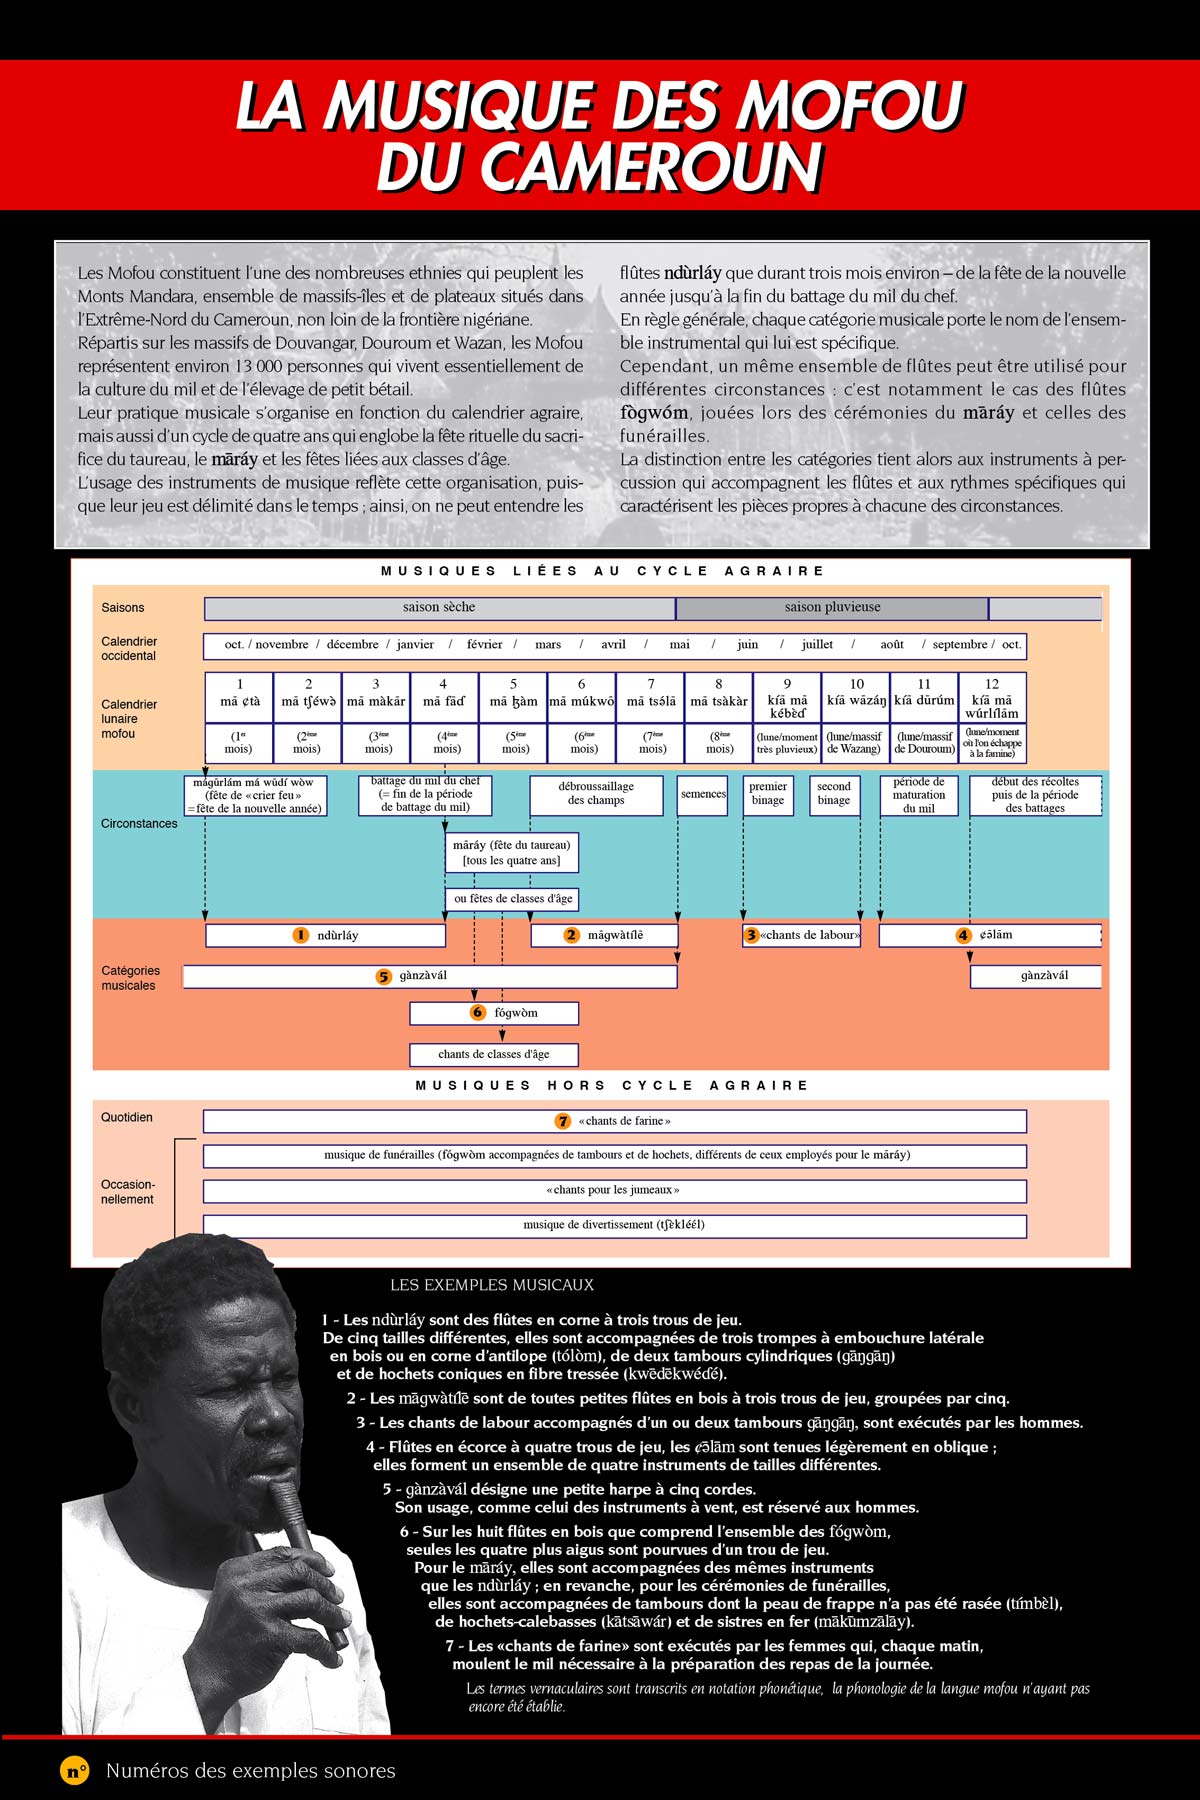 LA MUSIQUE DES MOFOU
DU CAMEROUN
Les Mofou constituent l'une des nombreuses ethnies qui peuplent les
Monts Mandara, ensemble de massifs-îles et de plateaux situés dans
l'Extrême-Nord du Cameroun, non loin de la frontière nigériane.
Répartis sur les massifs de Douvangar, Douroum et Wazan, les Mofou
représentent environ 13 000 personnes qui vivent essentiellement de
la culture du mil et de l'élevage de petit bétail.
Leur pratique musicale s'organise en fonction du calendrier agraire,
mais aussi d'un cycle de quatre ans qui englobe la fête rituelle du sacri-
fice du taureau, le māráy et les fêtes liées aux classes d'âge.
L'usage des instruments de musique reflète cette organisation, puis-
que leur jeu est délimité dans le temps ; ainsi, on ne peut entendre les
flûtes ndùrláy que durant trois mois environ – de la fête de la nouvelle
année jusqu'à la fin du battage du mil du chef.
En règle générale, chaque catégorie musicale porte le nom de l'ensem-
ble instrumental qui lui est spécifique.
Cependant, un même ensemble de flûtes peut être utilisé pour
différentes circonstances : c'est notamment le cas des flûtes
fògwóm, jouées lors des cérémonies du māráy et celles des
funérailles.
La distinction entre les catégories tient alors aux instruments à per-
cussion qui accompagnent les flûtes et aux rythmes spécifiques qui
caractérisent les pièces propres à chacune des circonstances.
MUSIQUES LIÉES AU CYCLE AGRAIRE
Saisons
saison sèche
saison pluvieuse
Calendrier
occidental
oct. / novembre / décembre / janvier / février / mars / avril / mai / juin / juillet / août / septembre / oct.
Calendrier
lunaire
mofou
1 2 3 4 5 6 7 8 9 10 11 12
mā ¢tà
mā tʃéwə̀
mā màkār
mā fāɗ
mā ɮàm
mā múkwō
mā tsə́lā
mā tsàkàr
kíā mā
kébèɗ
kíā wāzáŋ
kíā dūrúm
kíā mā
wúrlílām
(1er
mois)
(2ème
mois)
(3ème
mois)
(4ème
mois)
(5ème
mois)
(6ème
mois)
(7ème
mois)
(8ème
mois)
(lune/moment
très pluvieux)
(lune/massif
de Wazang)
(lune/massif
de Douroum)
(lune/moment
où l'on échappe
à la famine)
Circonstances
mágūrlám má wūdí wòw
(fête de «crier feu»
=fête de la nouvelle année)
battage du mil du chef
(= fin de la période
de battage du mil)
débroussaillage
des champs
semences
premier
binage
second
binage
période de
maturation
du mil
début des récoltes
puis de la période
des battages
māráy (fête du taureau)
[tous les quatre ans]
ou fêtes de classes d'âge
Catégories
musicales
1 ndùrláy
2 māgwàtílē
3 «chants de labour»
4 ¢ə̄lām
5 gànzàvál
gànzàvál
6 fógwòm
chants de classes d'âge
MUSIQUES HORS CYCLE AGRAIRE
Quotidien
7 «chants de farine»
musique de funérailles (fógwòm accompagnées de tambours et de hochets, différents de ceux employés pour le māráy)
Occasion-
nellement
«chants pour les jumeaux»
musique de divertissement (tʃèkléél)
LES EXEMPLES MUSICAUX
1 - Les ndùrláy sont des flûtes en corne à trois trous de jeu.
De cinq tailles différentes, elles sont accompagnées de trois trompes à embouchure latérale
en bois ou en corne d'antilope (tólòm), de deux tambours cylindriques (gāŋgāŋ)
et de hochets coniques en fibre tressée (kwēdēkwéɗé).
2 - Les māgwàtílē sont de toutes petites flûtes en bois à trois trous de jeu, groupées par cinq.
3 - Les chants de labour accompagnés d'un ou deux tambours gāŋgāŋ, sont exécutés par les hommes.
4 - Flûtes en écorce à quatre trous de jeu, les ¢ə̄lām sont tenues légèrement en oblique ;
elles forment un ensemble de quatre instruments de tailles différentes.
5 - gànzàvál désigne une petite harpe à cinq cordes.
Son usage, comme celui des instruments à vent, est réservé aux hommes.
6 - Sur les huit flûtes en bois que comprend l'ensemble des fógwòm,
seules les quatre plus aigus sont pourvues d'un trou de jeu.
Pour le māráy, elles sont accompagnées des mêmes instruments
que les ndùrláy ; en revanche, pour les cérémonies de funérailles,
elles sont accompagnées de tambours dont la peau de frappe n'a pas été rasée (tímbèl),
de hochets-calebasses (kātsāwár) et de sistres en fer (mākūmzālāy).
7 - Les «chants de farine» sont exécutés par les femmes qui, chaque matin,
moulent le mil nécessaire à la préparation des repas de la journée.
Les termes vernaculaires sont transcrits en notation phonétique, la phonologie de la langue mofou n'ayant pas
encore été établie.
n° Numéros des exemples sonores